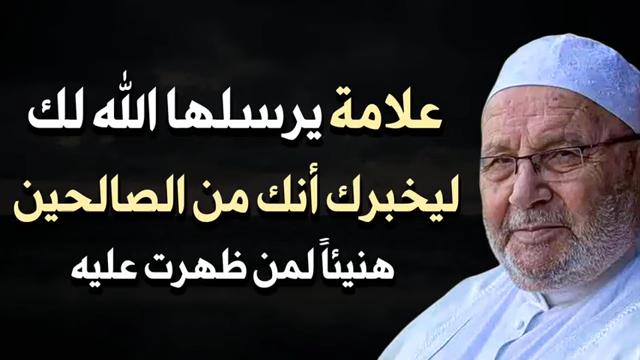 علامة يرسلها الله لك
ليخبرك أنك من الصالحين
هنيئاً لمن ظهرت عليه